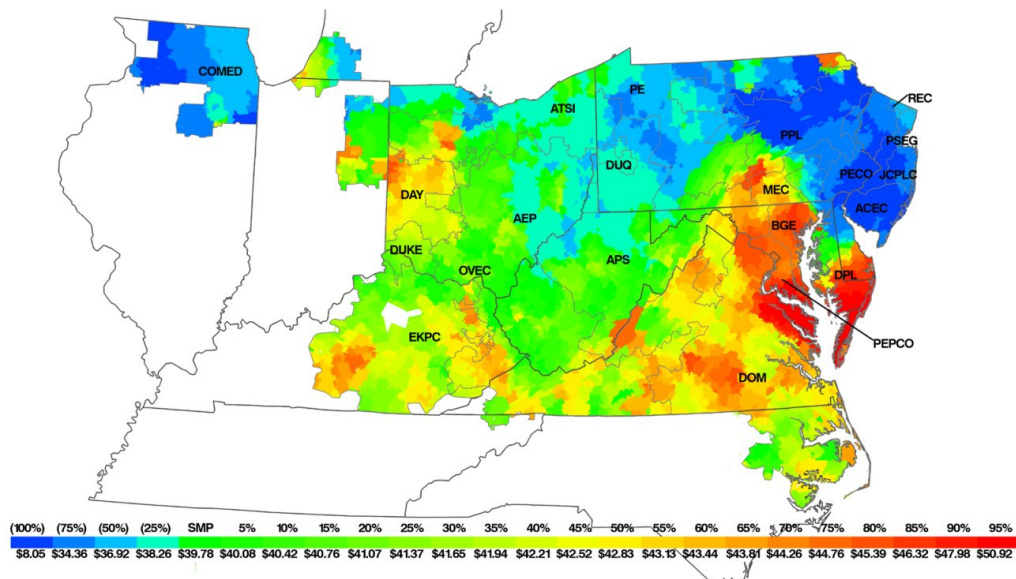 COMED
REC
PE
ATSI
PPL
PSEG
DUQ
PECO JCPLC
MEC
DAY
ACEC
AEP
BGE
DUKE
OVEC
APS
DPL
EKPC
PEPCO
DOM
(100%) (75%) (50%) (25%) SMP 5% 10% 15% 20% 25% 30% 35% 40% 45% 50% 55% 60% 65% 70% 75% 80% 85% 90% 95%
$8.05 $34.36 $36.92 $38.26 $39.78 $40.08 $40.42 $40.76 $41.07 $41.37 $41.65 $41.94 $42.21 $42.52 $42.83 $43.13 $43.44 $43.81 $44.26 $44.76 $45.39 $46.32 $47.98 $50.92